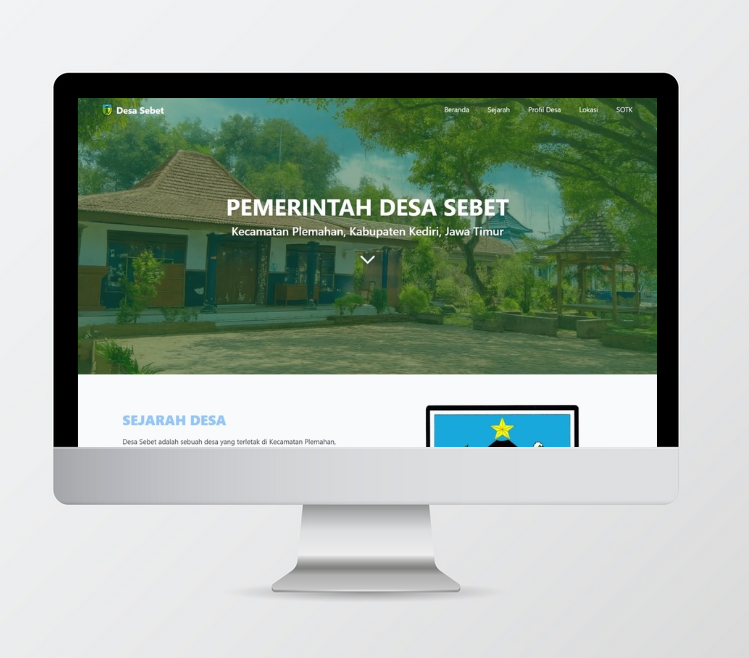 Desa Sebet
Beranda Sejarah Profil Desa Lokasi SOTK
PEMERINTAH DESA SEBET
Kecamatan Plemahan, Kabupaten Kediri, Jawa Timur
SEJARAH DESA
Desa Sebet adalah sebuah desa yang terletak di Kecamatan Plemahan,